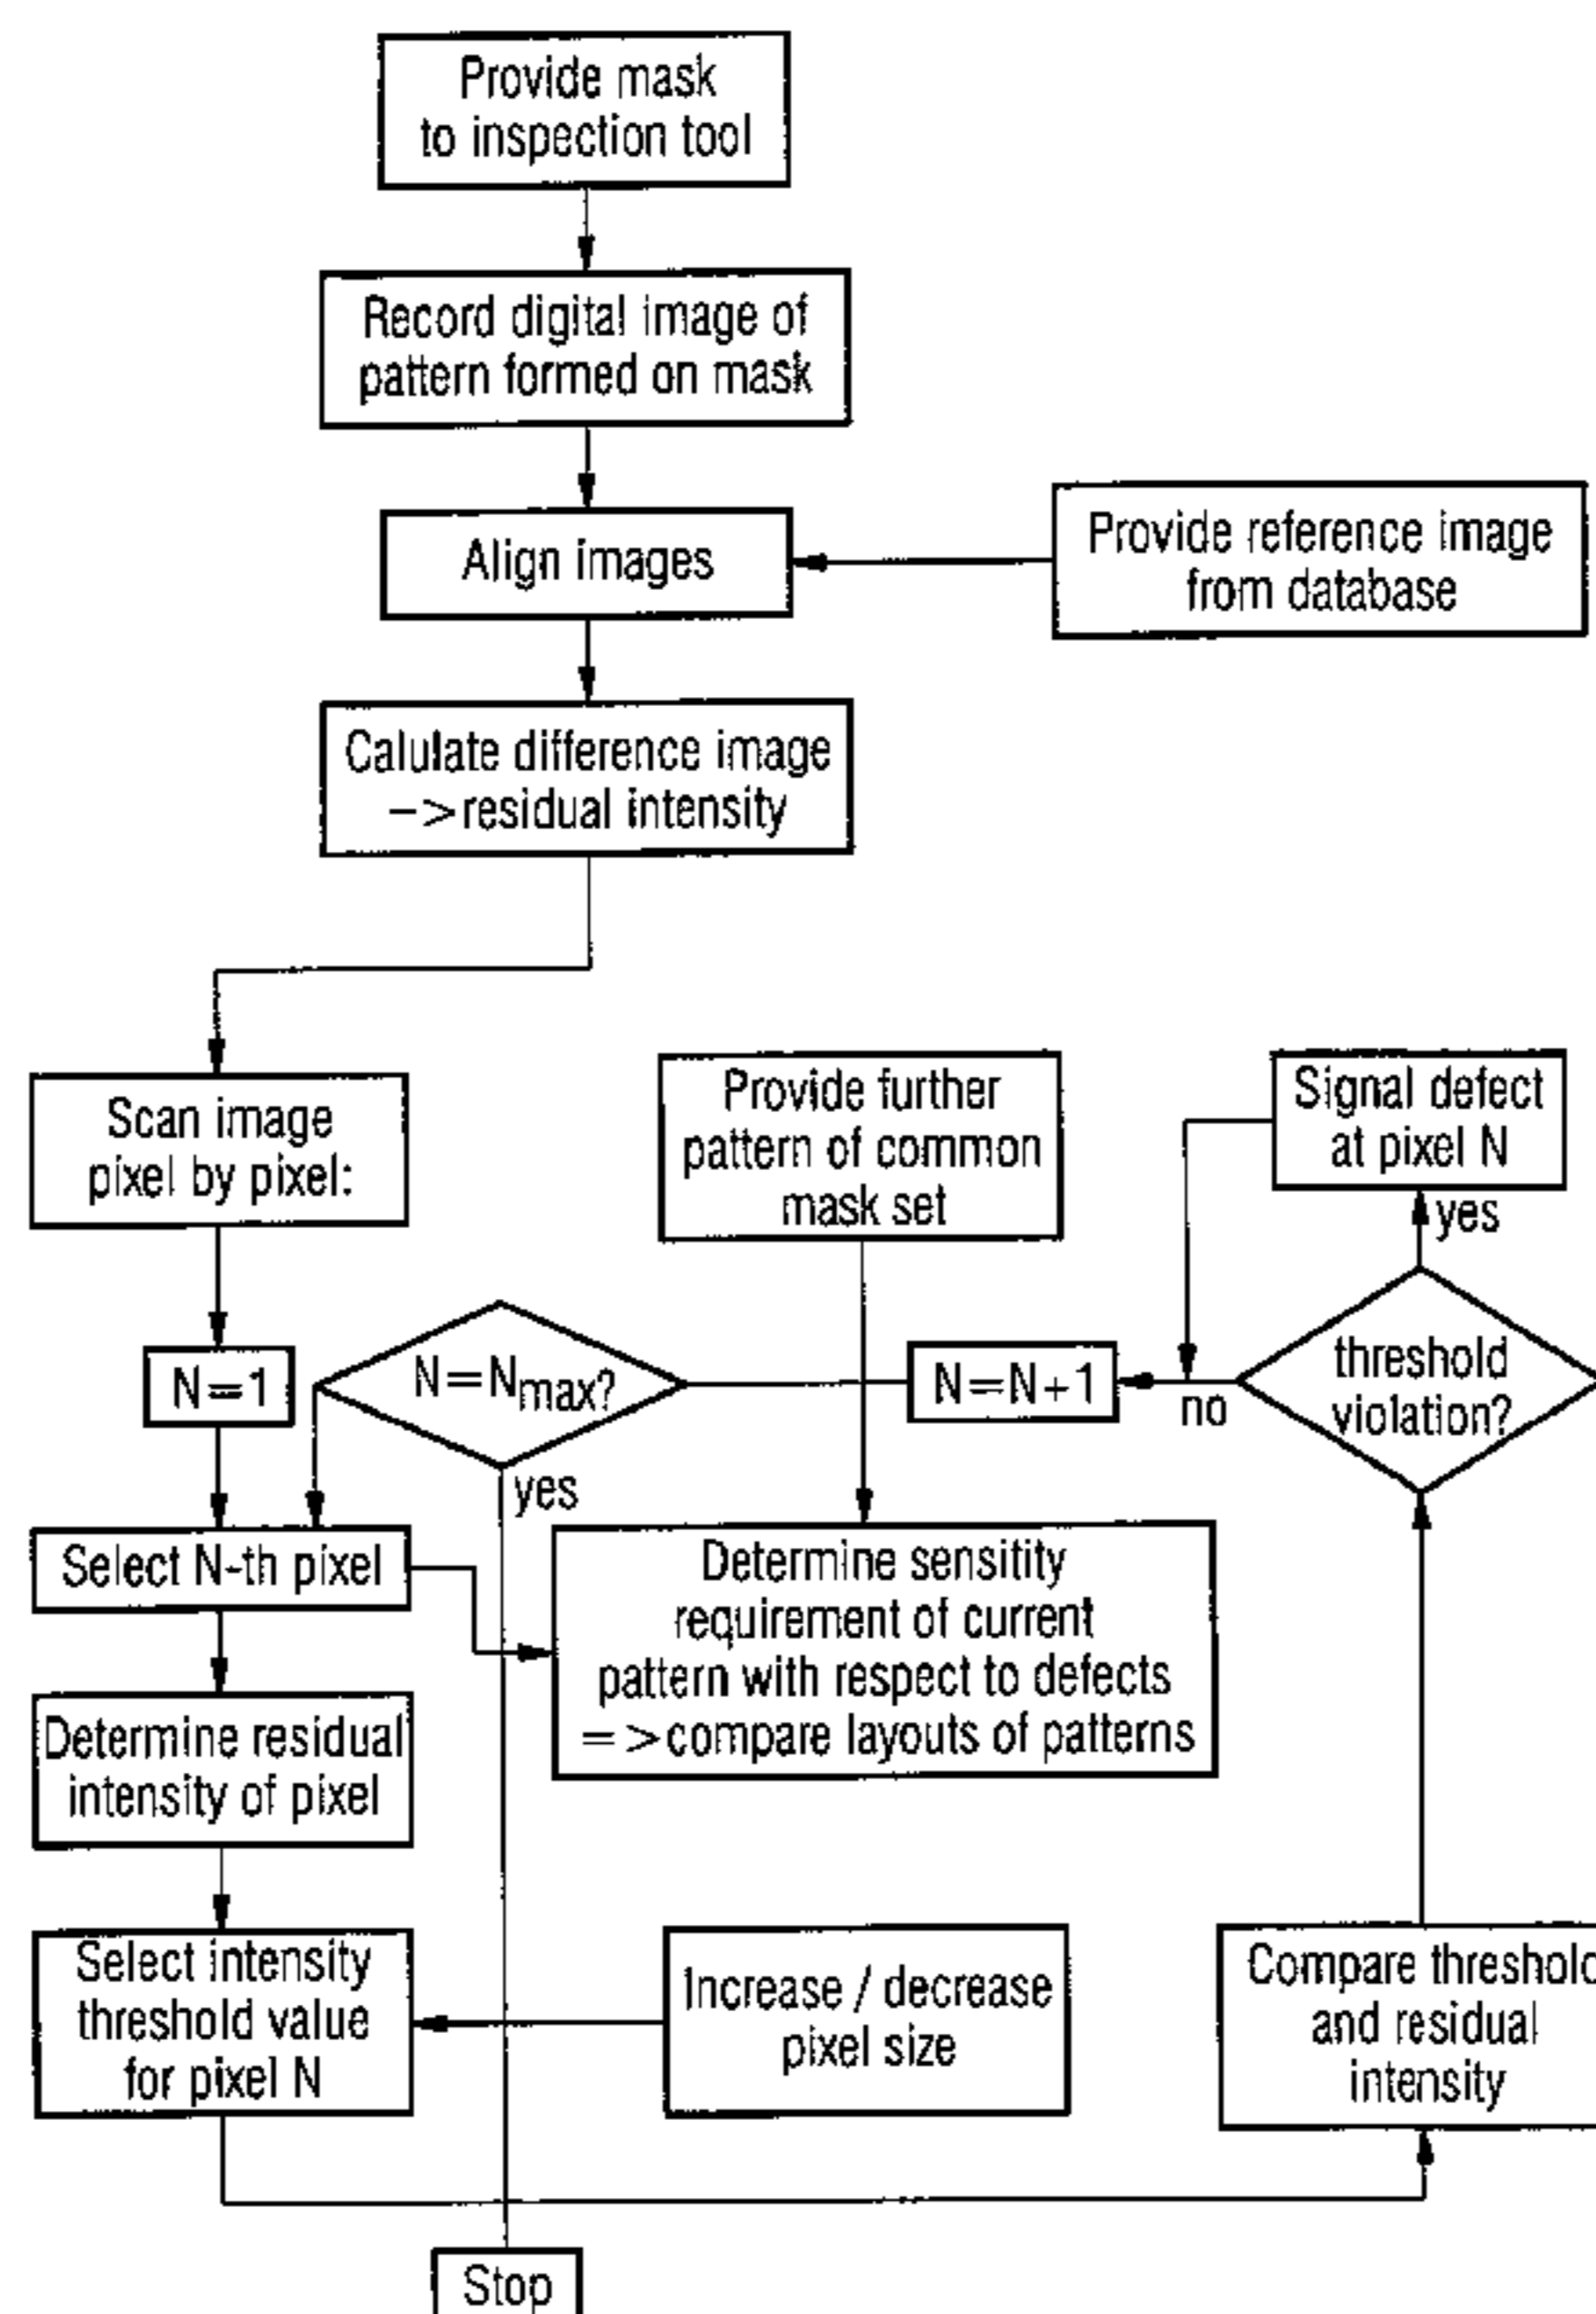 Provide mask
to inspection tool
Record digital image of
pattern formed on mask
Align images
Provide reference image
from database
Calulate difference image
->residual intensity
Scan image
pixel by pixel:
Provide further
pattern of common
mask set
Signal defect
at pixel N
yes
N=1
N=Nmax?
N=N+1
no
threshold
violation?
yes
Select N-th pixel
Determine sensitity
requirement of current
pattern with respect to defects
=>compare layouts of patterns
Determine residual
intensity of pixel
Select intensity
threshold value
for pixel N
Increase / decrease
pixel size
Compare threshold
and residual
intensity
Stop